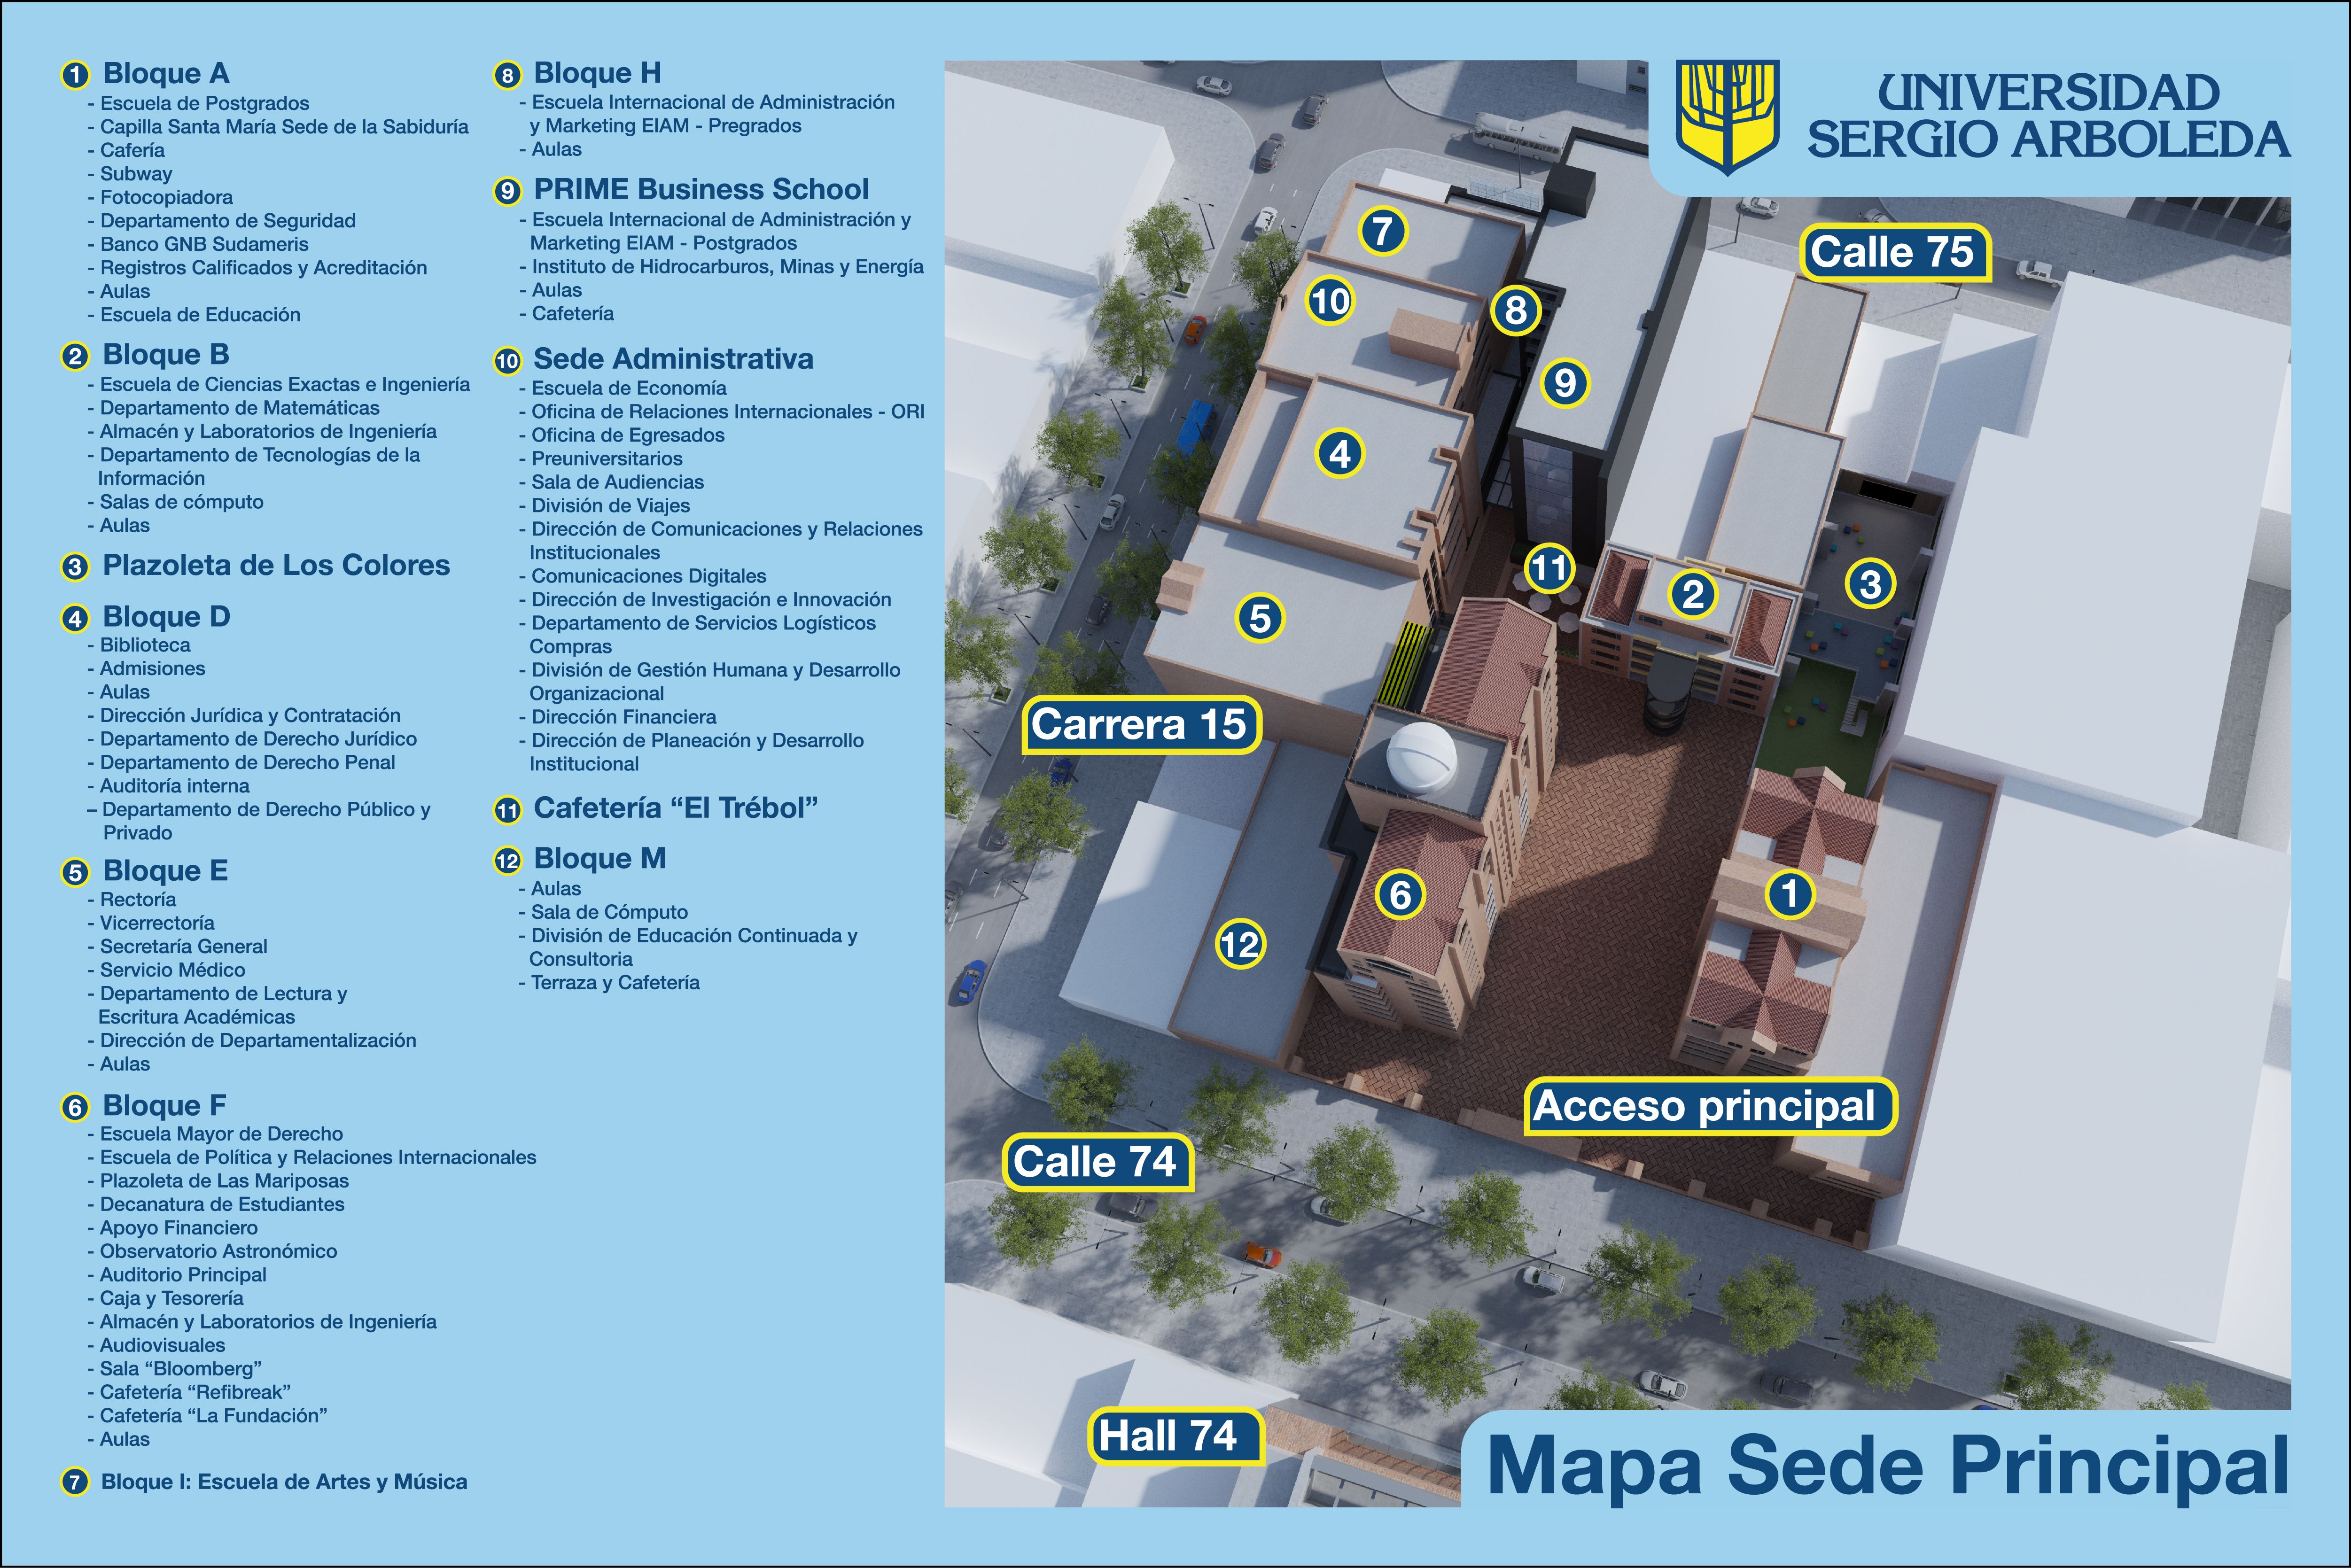 1 Bloque A
- Escuela de Postgrados
- Capilla Santa María Sede de la Sabiduría
- Cafería
- Subway
- Fotocopiadora
- Departamento de Seguridad
- Banco GNB Sudameris
- Registros Calificados y Acreditación
- Aulas
- Escuela de Educación
2 Bloque B
- Escuela de Ciencias Exactas e Ingeniería
- Departamento de Matemáticas
- Almacén y Laboratorios de Ingeniería
- Departamento de Tecnologías de la
Información
- Salas de cómputo
- Aulas
3 Plazoleta de Los Colores
4 Bloque D
- Biblioteca
- Admisiones
- Aulas
- Dirección Jurídica y Contratación
- Departamento de Derecho Jurídico
- Departamento de Derecho Penal
- Auditoría interna
– Departamento de Derecho Público y
Privado
5 Bloque E
- Rectoría
- Vicerrectoría
- Secretaría General
- Servicio Médico
- Departamento de Lectura y
Escritura Académicas
- Dirección de Departamentalización
- Aulas
6 Bloque F
- Escuela Mayor de Derecho
- Escuela de Política y Relaciones Internacionales
- Plazoleta de Las Mariposas
- Decanatura de Estudiantes
- Apoyo Financiero
- Observatorio Astronómico
- Auditorio Principal
- Caja y Tesorería
- Almacén y Laboratorios de Ingeniería
- Audiovisuales
- Sala “Bloomberg”
- Cafetería “Refibreak”
- Cafetería “La Fundación”
- Aulas
7 Bloque I: Escuela de Artes y Música
8 Bloque H
- Escuela Internacional de Administración
y Marketing EIAM - Pregrados
- Aulas
9 PRIME Business School
- Escuela Internacional de Administración y
Marketing EIAM - Postgrados
- Instituto de Hidrocarburos, Minas y Energía
- Aulas
- Cafetería
10 Sede Administrativa
- Escuela de Economía
- Oficina de Relaciones Internacionales - ORI
- Oficina de Egresados
- Preuniversitarios
- Sala de Audiencias
- División de Viajes
- Dirección de Comunicaciones y Relaciones
Institucionales
- Comunicaciones Digitales
- Dirección de Investigación e Innovación
- Departamento de Servicios Logísticos
Compras
- División de Gestión Humana y Desarrollo
Organizacional
- Dirección Financiera
- Dirección de Planeación y Desarrollo
Institucional
11 Cafetería “El Trébol”
12 Bloque M
- Aulas
- Sala de Cómputo
- División de Educación Continuada y
Consultoria
- Terraza y Cafetería
UNIVERSIDAD
SERGIO ARBOLEDA
7
Calle 75
10
8
9
4
11
3
2
5
Carrera 15
6
1
12
Acceso principal
Calle 74
Hall 74
Mapa Sede Principal